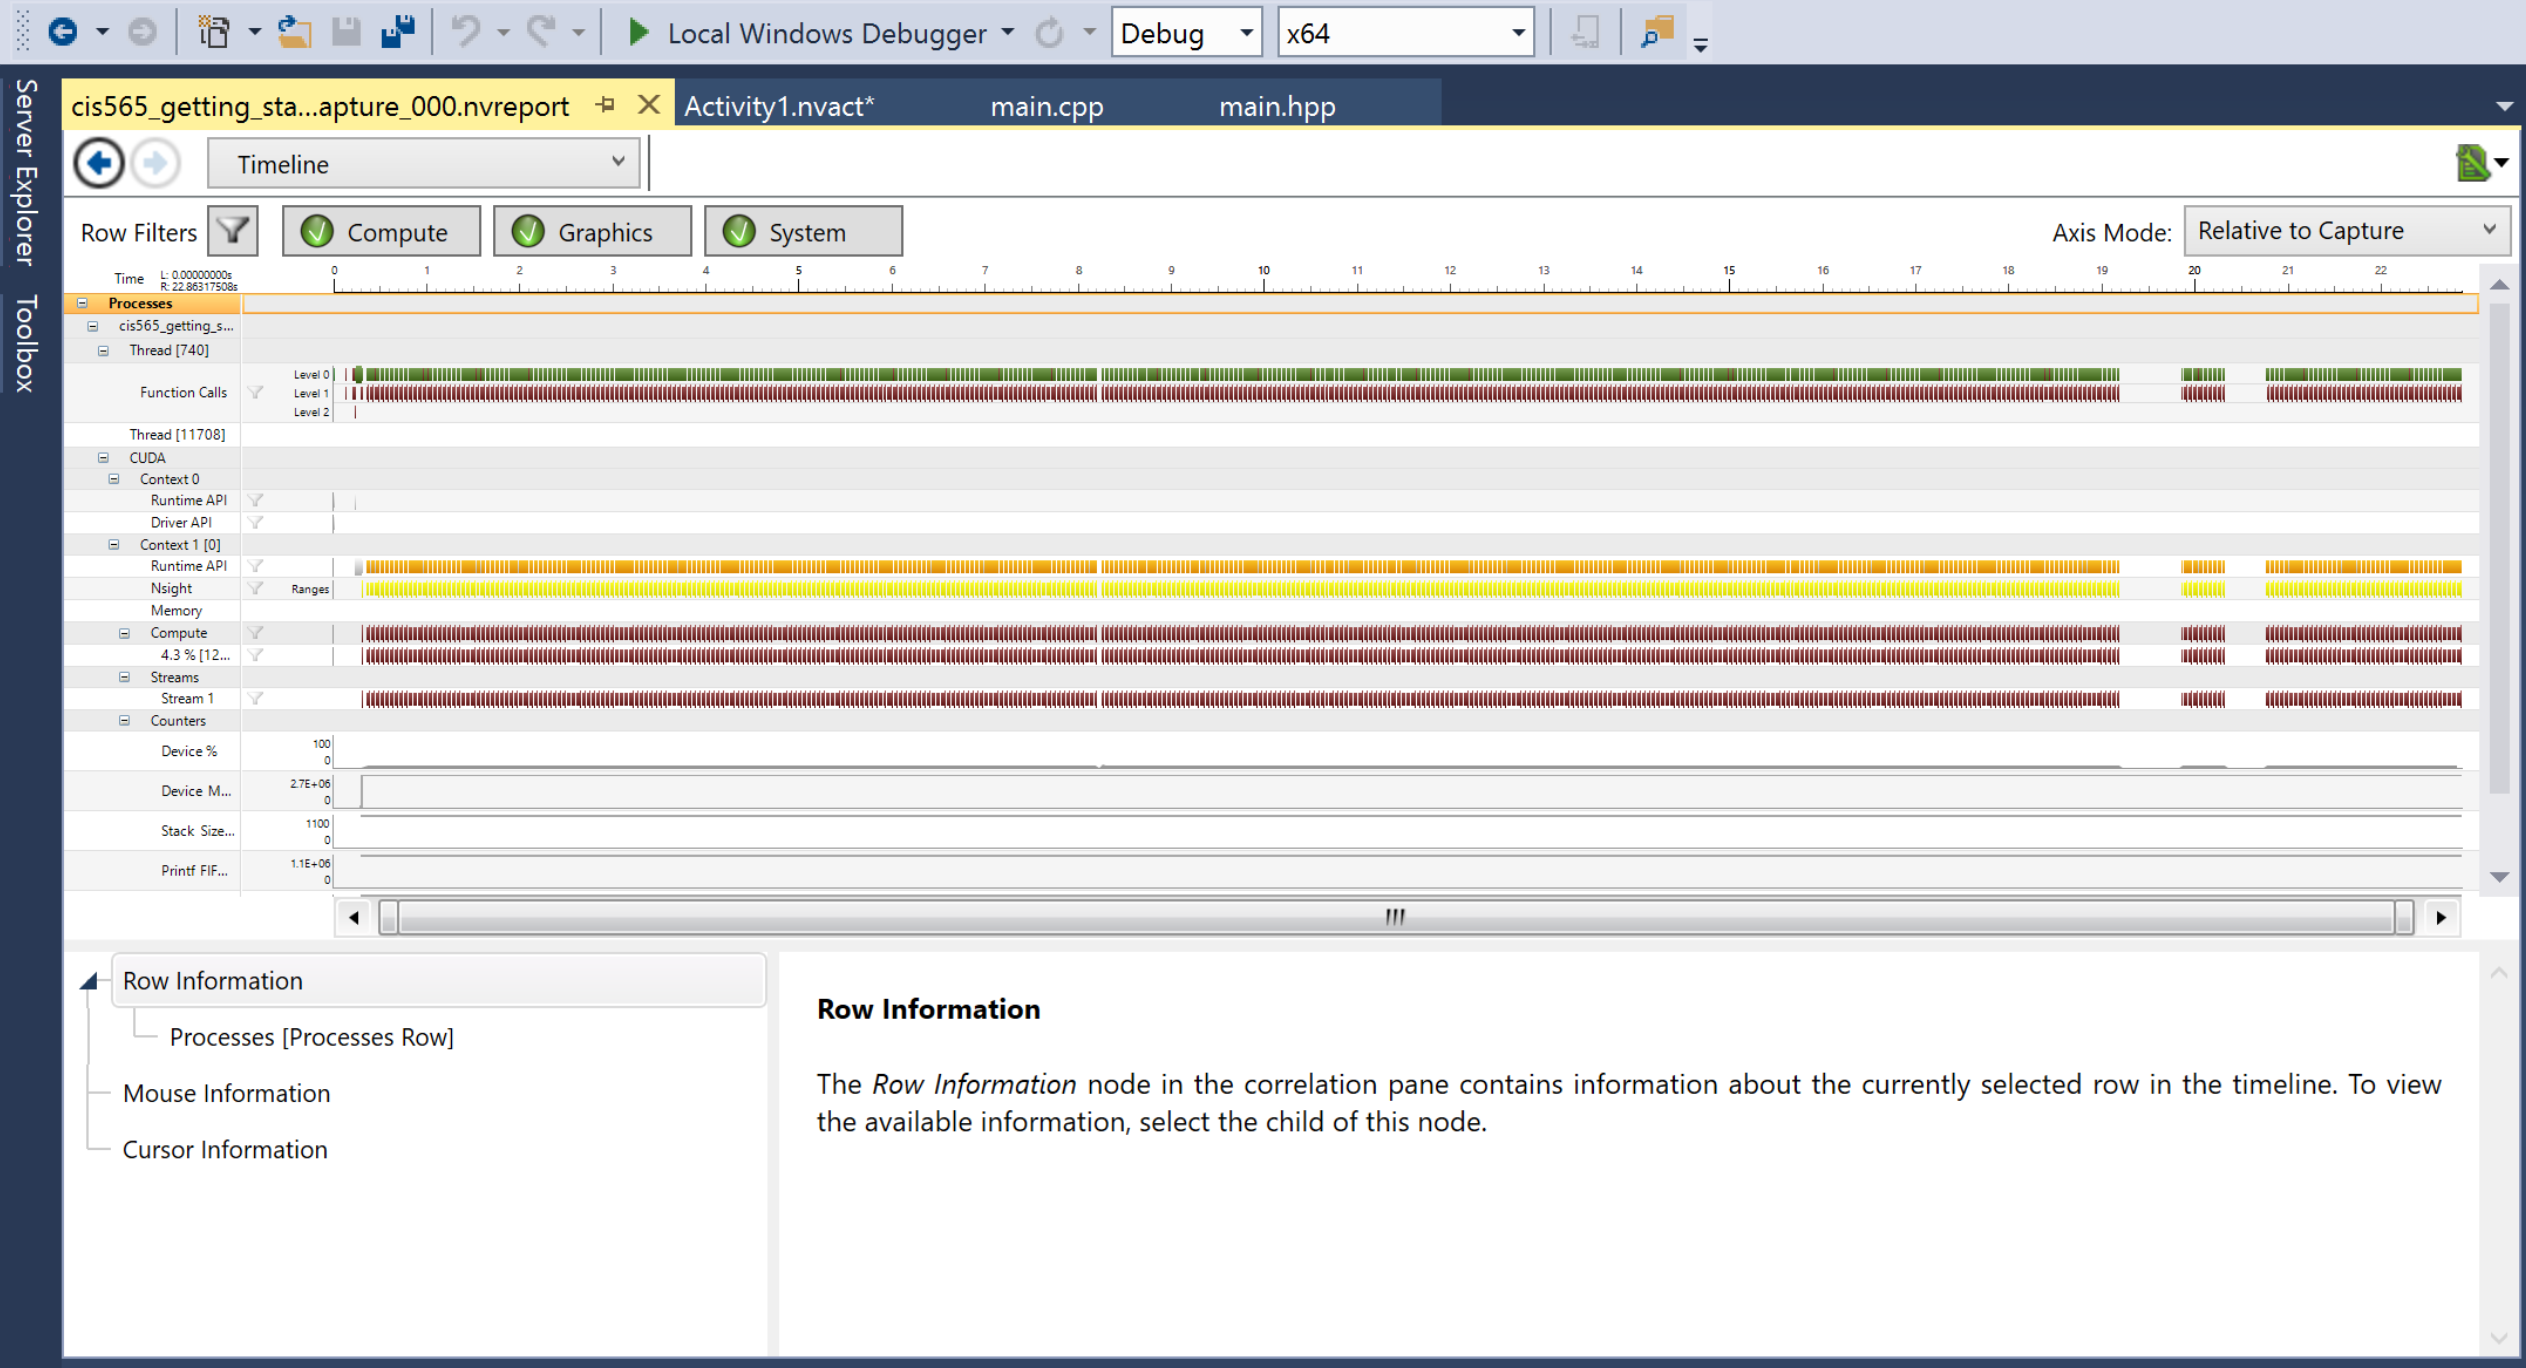 Local Windows Debugger
Debug
x64
Server Explorer
Toolbox
cis565_getting_sta...apture_000.nvreport
Activity1.nvact*
main.cpp
main.hpp
Timeline
Row Filters
Compute
Graphics
System
Axis Mode:
Relative to Capture
Time
L: 0.00000000s
R: 22.86317508s
0 1 2 3 4 5 6 7 8 9 10 11 12 13 14 15 16 17 18 19 20 21 22
Processes
cis565_getting_s...
Thread [740]
Function Calls
Level 0
Level 1
Level 2
Thread [11708]
CUDA
Context 0
Runtime API
Driver API
Context 1 [0]
Runtime API
Nsight
Ranges
Memory
Compute
4.3 % [12...
Streams
Stream 1
Counters
Device %
100
0
Device M...
2.7E+06
0
Stack Size...
1100
0
Printf FIF...
1.1E+06
0
Row Information
Processes [Processes Row]
Mouse Information
Cursor Information
Row Information
The Row Information node in the correlation pane contains information about the currently selected row in the timeline. To view
the available information, select the child of this node.